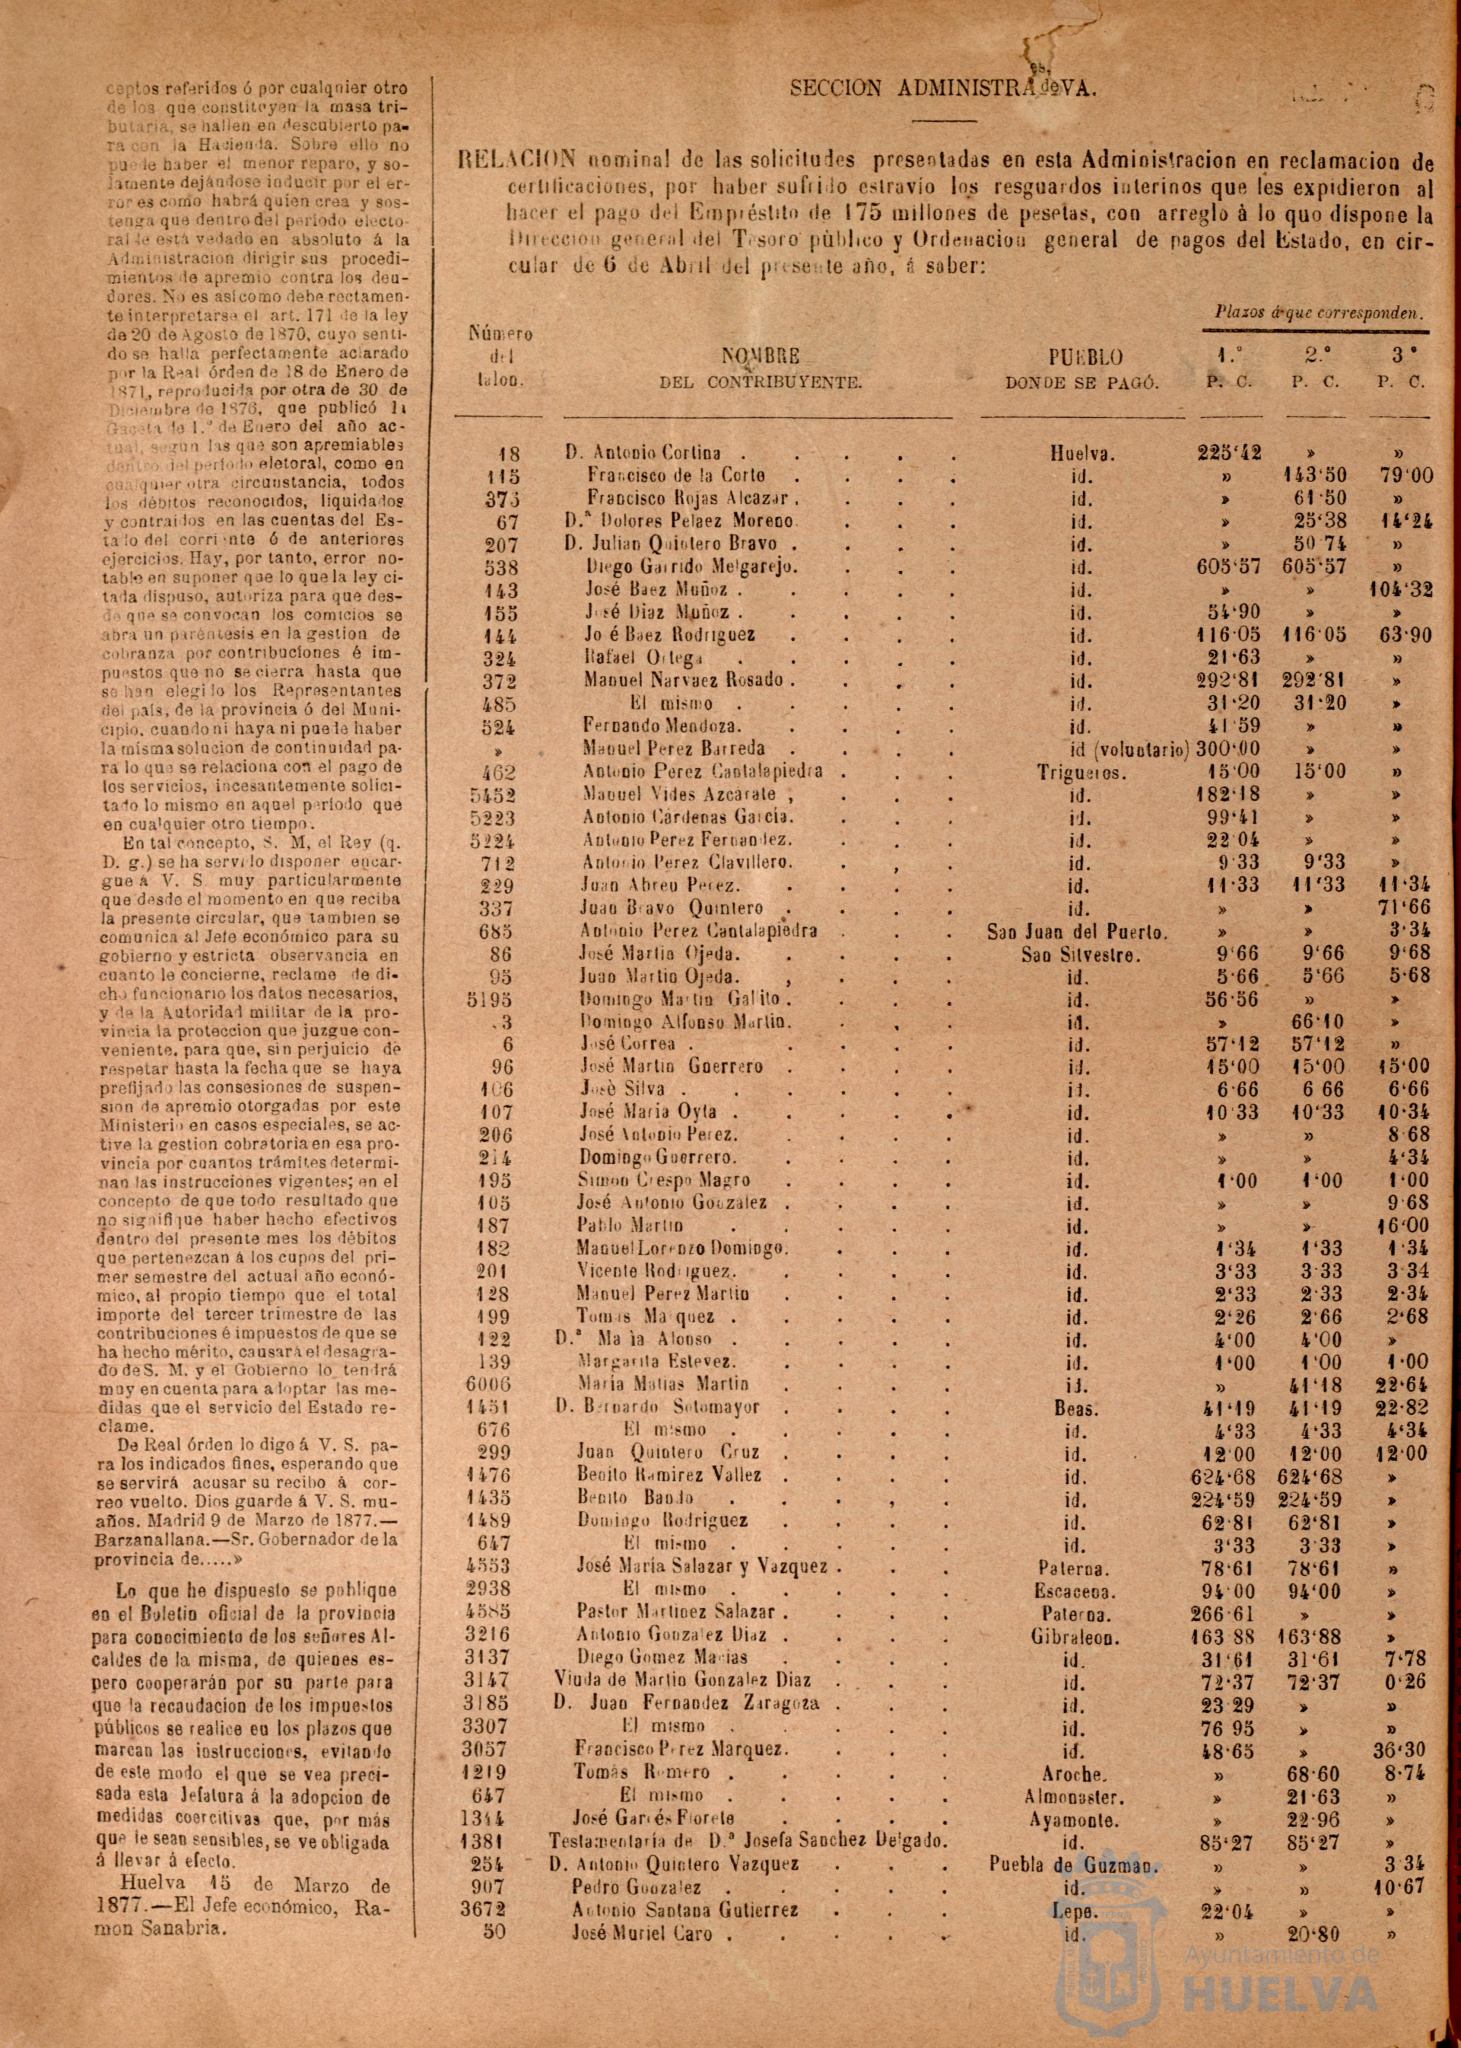 ceptos referidos ó por cualqnier otro
de los que constituyen la masa tri-
butaria, se hallen en descubierto pa-
ra con la Hacienda. Sobre ello no
puede haber el menor reparo, y so-
lamente dejándose inducir por el er-
ror es como habrá quien crea y sos-
tenga que dentro del período electo-
ral le está vedado en absoluto á la
Administracion dirigir sus procedi-
mientos de apremio contra los deu-
dores. No es así como debe rectamen-
te interpretarse el art. 171 de la ley
de 20 de Agosto de 1870, cuyo senti-
do se halla perfectamente aclarado
por la Real órden de 18 de Enero de
1871, reproducida por otra de 30 de
Diciembre de 1876, que publicó la
Gaceta de 1.º de Enero del año ac-
tual, segun las que son apremiables
dentro del período eletoral, como en
cualquier otra circunstancia, todos
los débitos reconocidos, liquidados
y contraidos en las cuentas del Es-
tado del corriente ó de anteriores
ejercicios. Hay, por tanto, error no-
table en suponer que lo que la ley ci-
tada dispuso, autoriza para que des-
de que se convocan los comicios se
abra un paréntesis en la gestion de
cobranza por contribuciones é im-
puestos que no se cierra hasta que
se han elegido los Representantes
del país, de la provincia ó del Muni-
cipio, cuando ni haya ni puede haber
la misma solucion de continuidad pa-
ra lo que se relaciona con el pago de
los servicios, incesantemente solici-
tado lo mismo en aquel período que
en cualquier otro tiempo.
En tal concepto, S. M, el Rey (q.
D. g.) se ha servido disponer encar-
gue á V. S muy particularmente
que desde el momento en que reciba
la presente circular, que tambien se
comunica al Jefe económico para su
gobierno y estricta observancia en
cuanto le concierne, reclame de di-
cho funcionario los datos necesarios,
y de la Autoridad militar de la pro-
vincia la proteccion que juzgue con-
veniente, para que, sin perjuicio de
respetar hasta la fecha que se haya
prefijado las consesiones de suspen-
sion de apremio otorgadas por este
Ministerio en casos especiales, se ac-
tive la gestion cobratoria en esa pro-
vincia por cuantos trámites determi-
nan las instrucciones vigentes; en el
concepto de que todo resultado que
no signifique haber hecho efectivos
dentro del presente mes los débitos
que pertenezcan á los cupos del pri-
mer semestre del actual año econó-
mico, al propio tiempo que el total
importe del tercer trimestre de las
contribuciones é impuestos de que se
ha hecho mérito, causará el desagra-
do de S. M. y el Gobierno lo tendrá
muy en cuenta para adoptar las me-
didas que el servicio del Estado re-
clame.
De Real órden lo digo á V. S. pa-
ra los indicados fines, esperando que
se servirá acusar su recibo á cor-
reo vuelto. Dios guarde á V. S. mu-
años. Madrid 9 de Marzo de 1877.—
Barzanallana.—Sr. Gobernador de la
provincia de.....»
Lo que he dispuesto se publique
en el Boletin oficial de la provincia
para conocimiento de los señores Al-
caldes de la misma, de quienes es-
pero cooperarán por su parte para
que la recaudacion de los impuestos
públicos se realice en los plazos que
marcan las instrucciones, evitando
de este modo el que se vea preci-
sada esta Jefatura á la adopcion de
medidas coercitivas que, por más
que le sean sensibles, se ve obligada
á llevar á efecto.
Huelva 15 de Marzo de
1877.—El Jefe económico, Ra-
mon Sanabria.
SECCION ADMINISTRA VA.
RELACION nominal de las solicitudes presentadas en esta Administracion en reclamacion de
certificaciones, por haber sufrido estravío los resguardos interinos que les expidieron al
hacer el pago del Empréstito de 175 millones de pesetas, con arreglo à lo quo dispone la
Direccion general del Tesoro público y Ordenacion general de pagos del Estado, en cir-
cular de 6 de Abril del presente año, á saber:
Plazos á que corresponden.
Número del talon. NOMBRE DEL CONTRIBUYENTE. PUEBLO DONDE SE PAGÓ. 1.º P. C. 2.º P. C. 3º P. C.
18 D. Antonio Cortina . . . . . Huelva. 225‘42 » »
115 Francisco de la Corte . . . . id. » 143‘50 79‘00
375 Francisco Rojas Alcazar . . . . id. » 61·50 »
67 D.ª Dolores Pelaez Moreno . . . id. » 25‘38 14‘24
207 D. Julian Quintero Bravo . . . . id. » 50 74 »
538 Diego Garrido Melgarejo. . . . id. 605‘57 605‘57 »
143 José Baez Muñoz . . . . id. » » 104‘32
155 José Diaz Muñoz . . . . id. 54‘90 » »
144 Jo é Baez Rodriguez . . . . id. 116·05 116·05 63·90
324 Rafael Ortega . . . . id. 21‘63 » »
372 Manuel Narvaez Rosado . . . . id. 292‘81 292‘81 »
485 El mismo . . . . . id. 31·20 31·20 »
524 Fernando Mendoza. . . . . id. 41 59 » »
» Manuel Perez Barreda . . . . id (voluntario) 300‘00 » »
462 Antonio Perez Cantalapiedra . . . Trigueros. 15‘00 15‘00 »
5452 Manuel Vides Azcarate , . . . id. 182·18 » »
5223 Antonio Cárdenas García. . . . id. 99‘41 » »
5224 Antonio Perez Fernandez. . . . id. 22 04 » »
712 Antonio Perez Clavillero. . , . id. 9 33 9‘33 »
229 Juan Abreu Perez. . . . . id. 11·33 11‘33 11‘34
337 Juan Bravo Quintero . . . . id. » » 71‘66
685 Antonio Perez Cantalapiedra . . . San Juan del Puerto. » » 3·34
86 José Martin Ojeda. . . . . San Silvestre. 9‘66 9‘66 9‘68
95 Juan Martin Ojeda. , . . . id. 5·66 5‘66 5·68
5195 Domingo Martin Gallito . . . . id. 56·56 » »
3 Domingo Alfonso Martin. . , . id. » 66·10 »
6 José Correa . . . . . id. 57‘12 57‘12 »
96 José Martin Guerrero . . . . id. 15‘00 15‘00 15‘00
106 Josè Silva . . . . . id. 6·66 6 66 6‘66
107 José Maria Oyta . . . . id. 10 33 10‘33 10·34
206 José Antonio Perez. . . . . id. » » 8 68
214 Domingo Guerrero. . . . . id. » » 4‘34
195 Simon Crespo Magro . . . . id. 1·00 1‘00 1·00
105 José Antonio Gonzalez . . . . id. » » 9 68
187 Pablo Martin . . . . id. » » 16‘00
182 Manuel Lorenzo Domingo. . . . id. 1‘34 1‘33 1·34
201 Vicente Rodriguez. . . . . id. 3‘33 3·33 3 34
128 Manuel Perez Martin . . . . id. 2‘33 2·33 2·34
199 Tomás Ma quez . . . . id. 2‘26 2‘66 2‘68
122 D.ª Ma ia Alonso . . . . . id. 4‘00 4‘00 »
139 Margarita Estevez. . . . . id. 1‘00 1‘00 1·00
6006 María Matias Martin . . . . id. » 41‘18 22‘64
1451 D. Bernardo Sotomayor . . . . Beas. 41‘19 41‘19 22·82
676 El mismo . . . . . id. 4‘33 4·33 4‘34
299 Juan Quintero Cruz . . . . id. 12·00 12·00 12·00
1476 Benito Ramirez Vallez . . . . id. 624·68 624‘68 »
1435 Benito Bando . . . , . id. 224‘59 224‘59 »
1489 Domingo Rodriguez . . . . id. 62·81 62‘81 »
647 El mismo . . . . . id. 3‘33 3 33 »
4553 José María Salazar y Vazquez . . . Paterna. 78·61 78‘61 »
2938 El mismo . . . . . Escacena. 94·00 94‘00 »
4585 Pastor Martinez Salazar . . . . Paterna. 266·61 » »
3216 Antonio Gonzalez Diaz . . . . Gibraleon. 163 88 163‘88 »
3137 Diego Gomez Macias . . . . id. 31‘61 31‘61 7‘78
3147 Viuda de Martin Gonzalez Diaz . . . id. 72·37 72·37 0·26
3185 D. Juan Fernandez Zaragoza . . . id. 23 29 » »
3307 El mismo . . . . id. 76 95 » »
3057 Francisco Perez Marquez. . . . id. 48·65 » 36‘30
1219 Tomás Romero . . . . . Aroche. » 68·60 8·74
647 El mismo . . . . Almonaster. » 21·63 »
1344 José Garcés Florete . . . . Ayamonte. » 22·96 »
1381 Testamentaría de D.ª Josefa Sanchez Delgado. id. 85‘27 85‘27 »
254 D. Antonio Quintero Vazquez . . . Puebla de Guzman. » » 3 34
907 Pedro Gonzalez . . . . . id. » » 10·67
3672 Antonio Santana Gutierrez . . . Lepe. 22‘04 » »
50 José Muriel Caro . . . . . id. » 20‘80 »
Ayuntamiento de
HUELVA